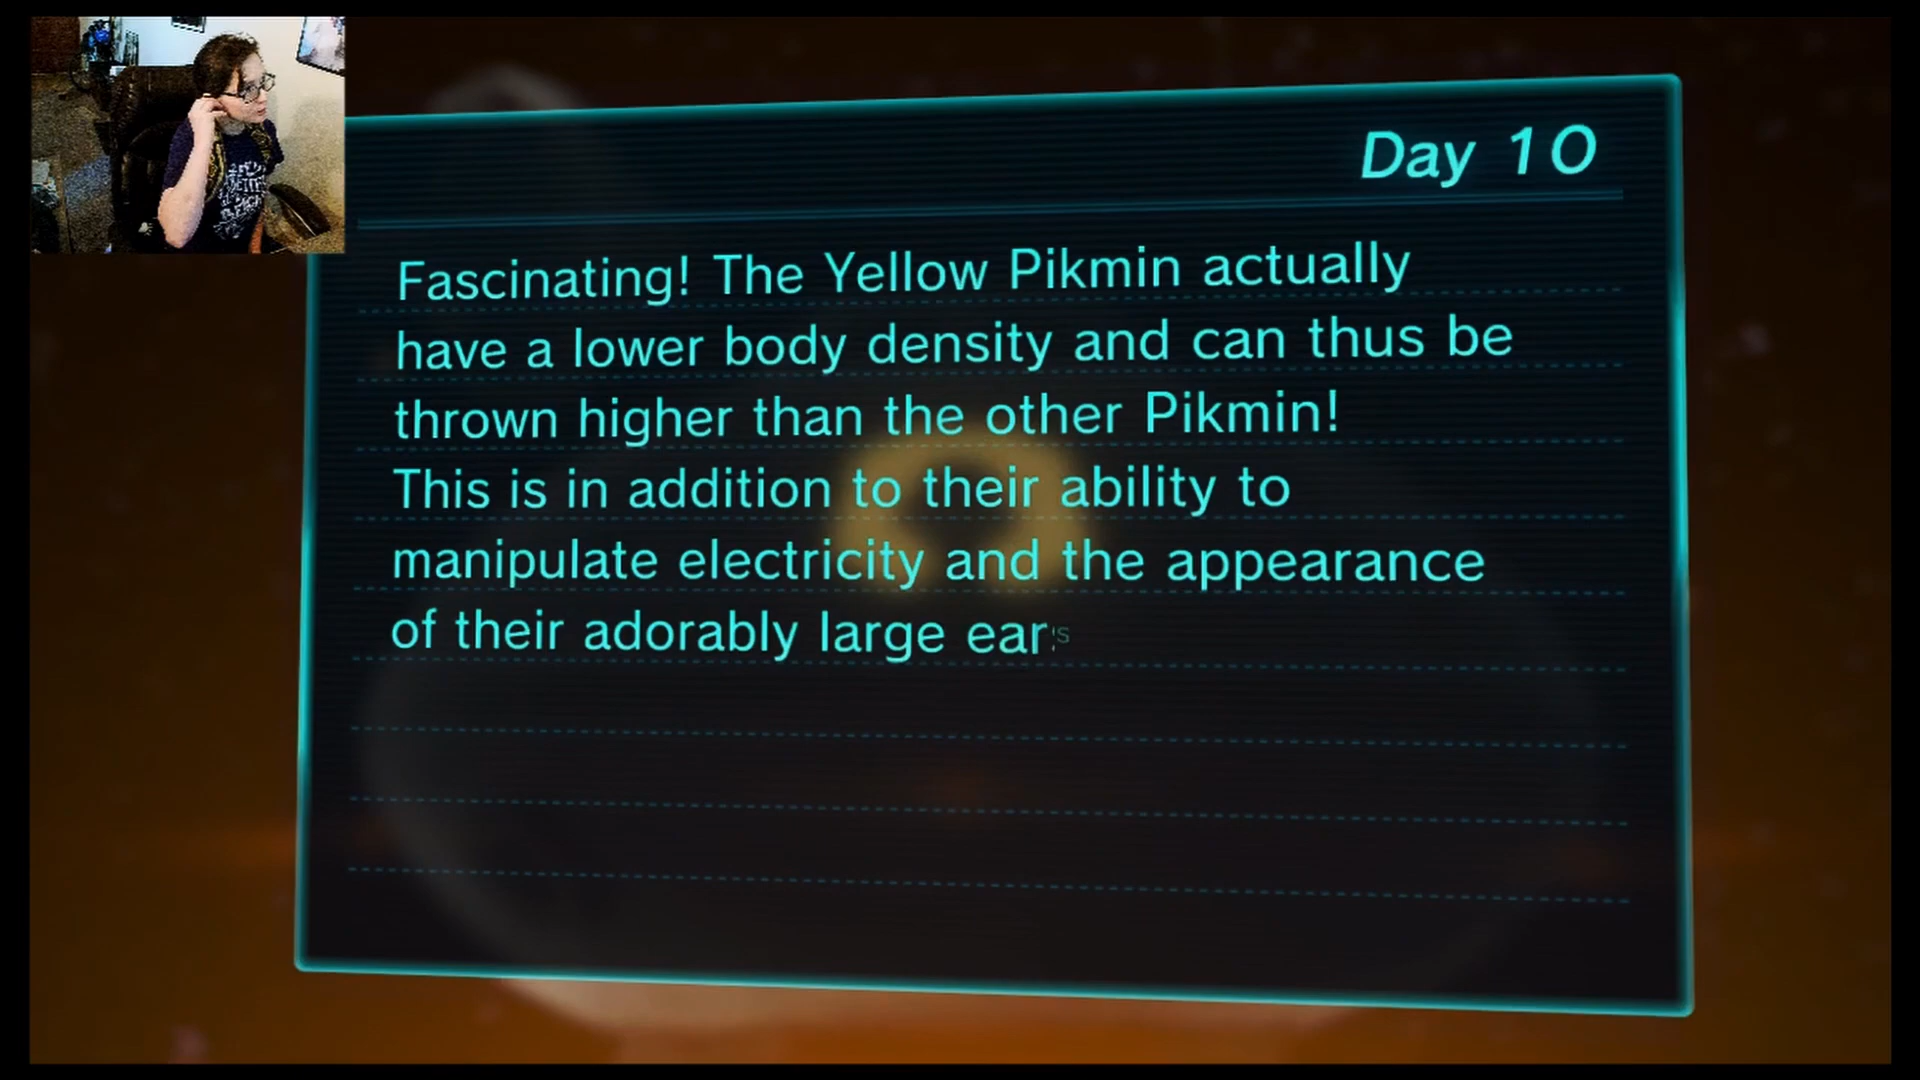 Day 10
Fascinating! The Yellow Pikmin actually
have a lower body density and can thus be
thrown higher than the other Pikmin!
This is in addition to their ability to
manipulate electricity and the appearance
of their adorably large ears